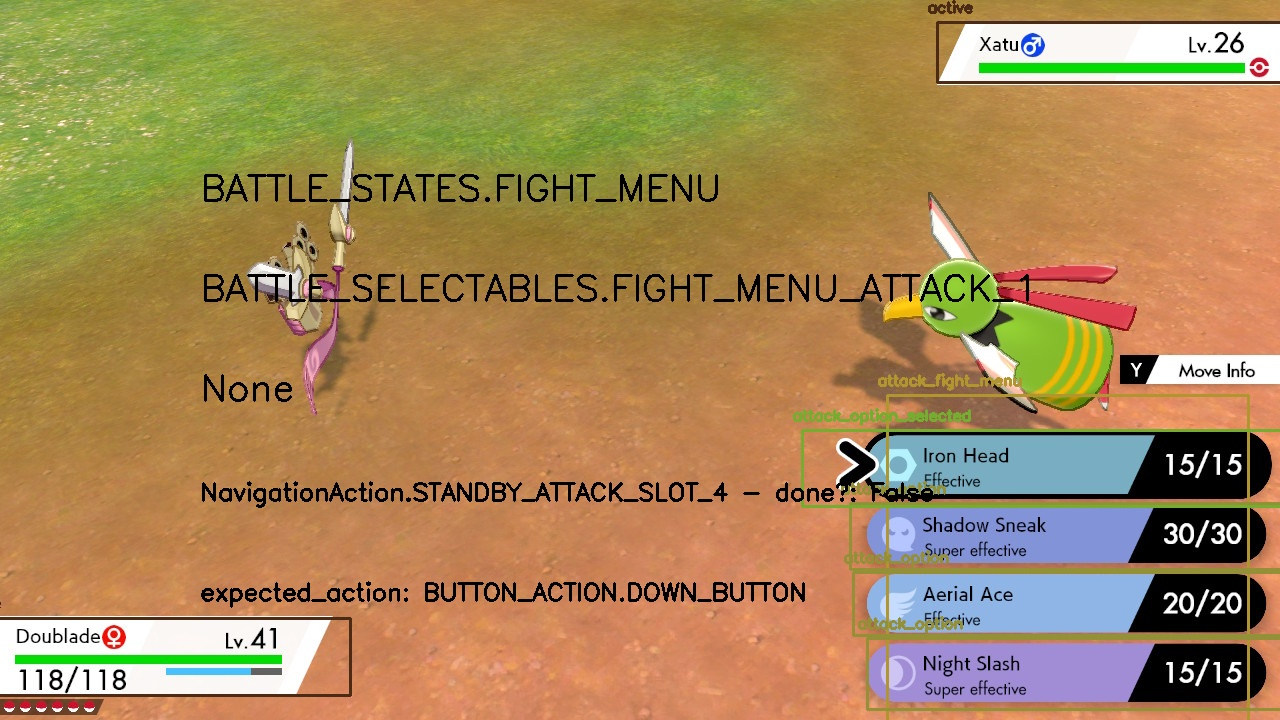 active
Xatu Lv.26
BATTLE_STATES.FIGHT_MENU
BATTLE_SELECTABLES.FIGHT_MENU_ATTACK_1
Y Move Info
None
attack_fight_menu
attack_option_selected
Iron Head 15/15
Effective
NavigationAction.STANDBY_ATTACK_SLOT_4 - done?: False
Shadow Sneak 30/30
Super effective
attack_option
expected_action: BUTTON_ACTION.DOWN_BUTTON
Aerial Ace 20/20
Effective
attack_option
Doublade Lv.41
118/118
Night Slash 15/15
Super effective